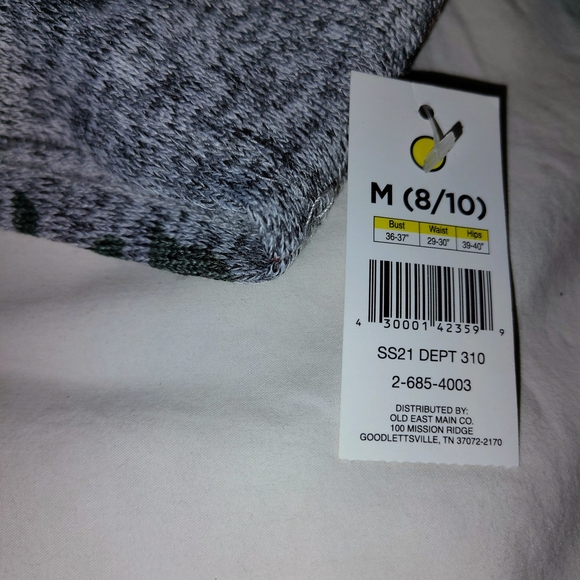 M (8/10)
Bust Waist Hips
36-37" 29-30" 39-40"
4 30001 42359 9
SS21 DEPT 310
2-685-4003
DISTRIBUTED BY:
OLD EAST MAIN CO.
100 MISSION RIDGE
GOODLETTSVILLE, TN 37072-2170